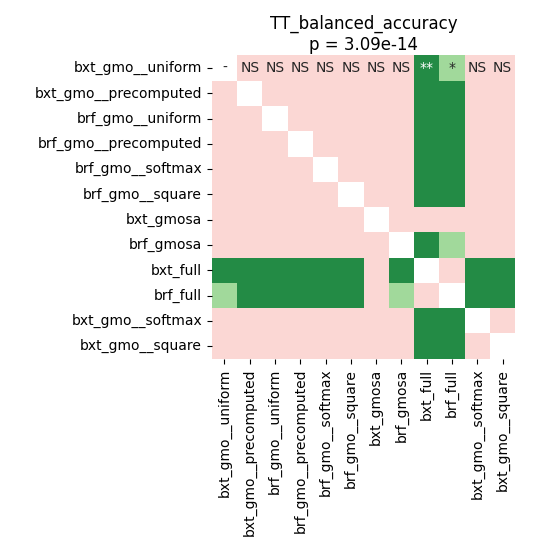 TT_balanced_accuracy
p = 3.09e-14
bxt_gmo__uniform
- NS NS NS NS NS NS NS ** * NS NS
bxt_gmo__precomputed
brf_gmo__uniform
brf_gmo__precomputed
brf_gmo__softmax
brf_gmo__square
bxt_gmosa
brf_gmosa
bxt_full
brf_full
bxt_gmo__softmax
bxt_gmo__square
bxt_gmo__uniform
bxt_gmo__precomputed
brf_gmo__uniform
brf_gmo__precomputed
brf_gmo__softmax
brf_gmo__square
bxt_gmosa
brf_gmosa
bxt_full
brf_full
bxt_gmo__softmax
bxt_gmo__square